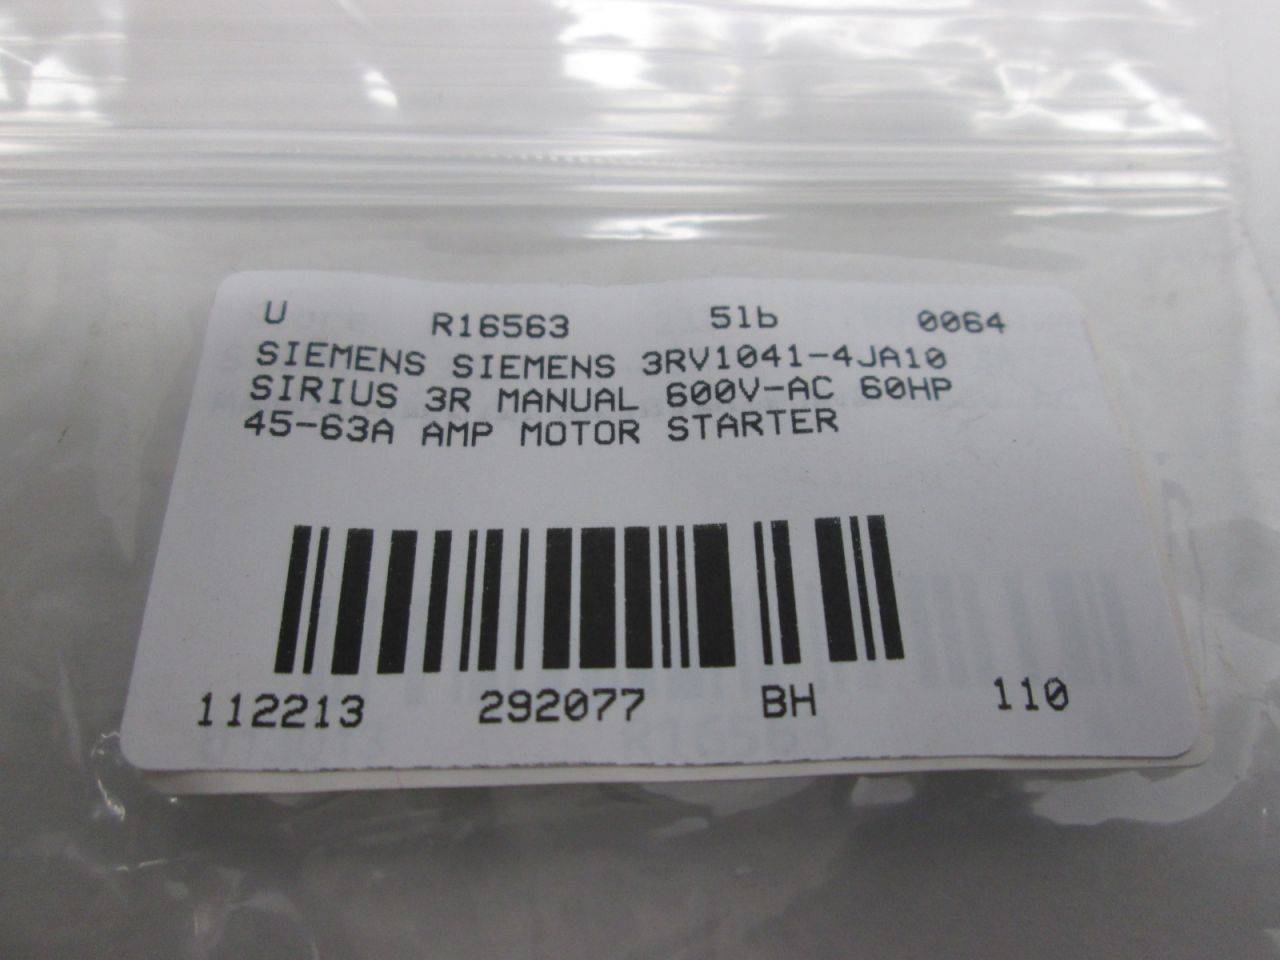 U R16563 5lb 0064
SIEMENS SIEMENS 3RV1041-4JA10
SIRIUS 3R MANUAL 600V-AC 60HP
45-63A AMP MOTOR STARTER
112213 292077 BH 110